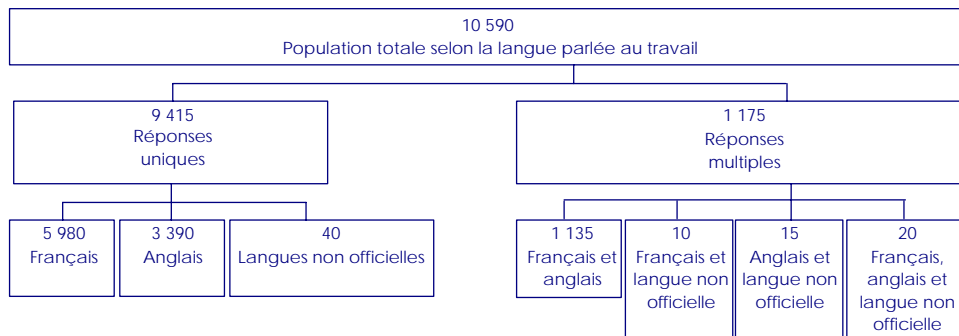 10 590
Population totale selon la langue parlée au travail
9 415
Réponses
uniques
1 175
Réponses
multiples
5 980
Français
3 390
Anglais
40
Langues non officielles
1 135
Français et
anglais
10
Français et
langue non
officielle
15
Anglais et
langue non
officielle
20
Français,
anglais et
langue non
officielle